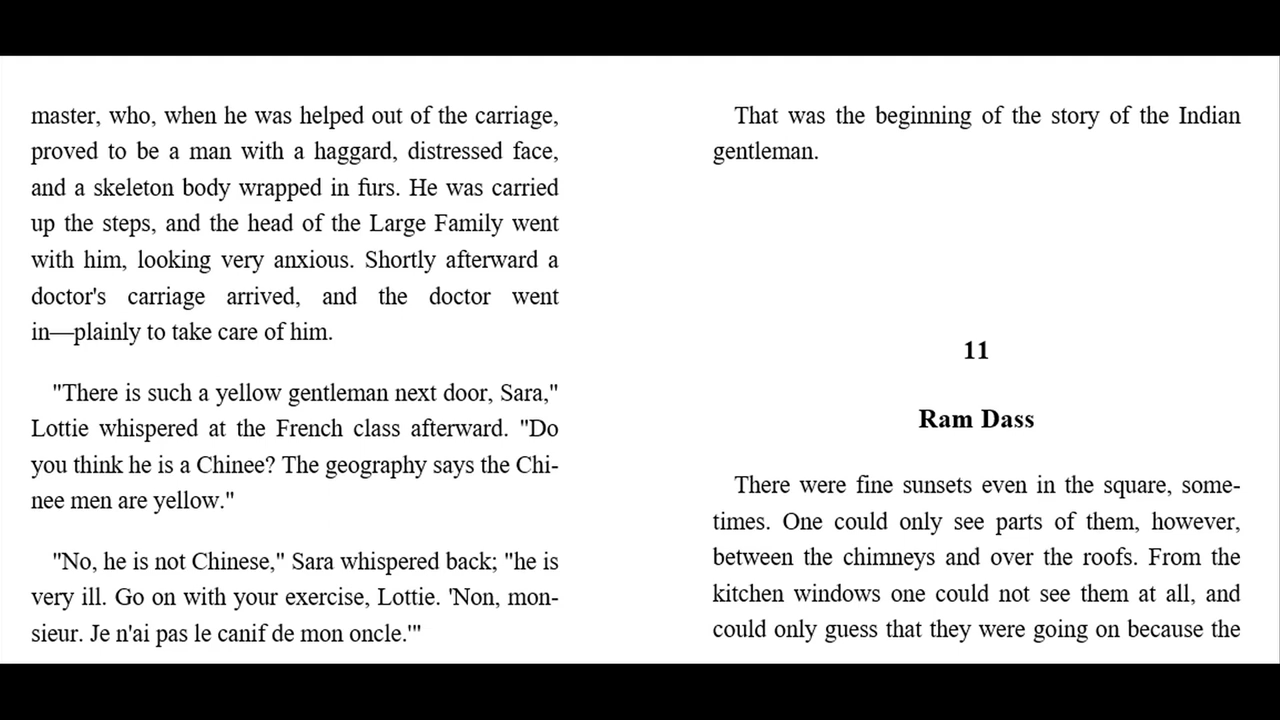 master, who, when he was helped out of the carriage,
proved to be a man with a haggard, distressed face,
and a skeleton body wrapped in furs. He was carried
up the steps, and the head of the Large Family went
with him, looking very anxious. Shortly afterward a
doctor's carriage arrived, and the doctor went
in—plainly to take care of him.
"There is such a yellow gentleman next door, Sara,"
Lottie whispered at the French class afterward. "Do
you think he is a Chinee? The geography says the Chi-
nee men are yellow."
"No, he is not Chinese," Sara whispered back; "he is
very ill. Go on with your exercise, Lottie. 'Non, mon-
sieur. Je n'ai pas le canif de mon oncle.'"
That was the beginning of the story of the Indian
gentleman.
11
Ram Dass
There were fine sunsets even in the square, some-
times. One could only see parts of them, however,
between the chimneys and over the roofs. From the
kitchen windows one could not see them at all, and
could only guess that they were going on because the